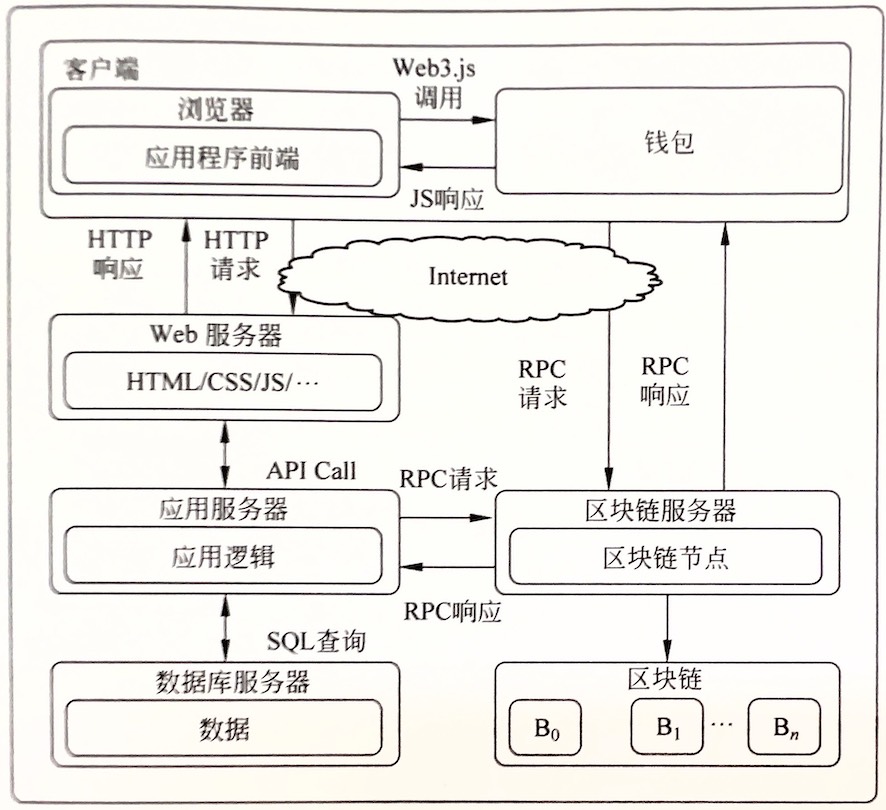 客户端
浏览器
应用程序前端
Web3.js
调用
JS响应
钱包
HTTP
响应
HTTP
请求
Internet
Web 服务器
HTML/CSS/JS/…
RPC
请求
RPC
响应
API Call
应用服务器
应用逻辑
RPC请求
RPC响应
区块链服务器
区块链节点
SQL查询
数据库服务器
数据
区块链
B₀
B₁
…
Bₙ